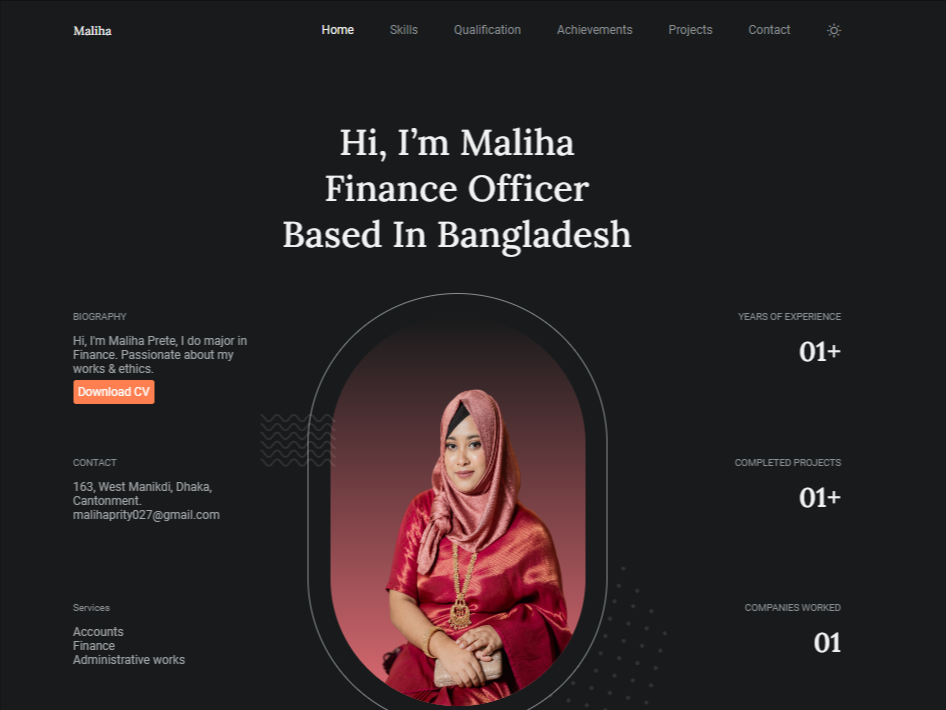 Maliha
Home Skills Qualification Achievements Projects Contact
Hi, I’m Maliha
Finance Officer
Based In Bangladesh
BIOGRAPHY
Hi, I'm Maliha Prete, I do major in
Finance. Passionate about my
works & ethics.
Download CV
CONTACT
163, West Manikdi, Dhaka,
Cantonment.
malihaprity027@gmail.com
Services
Accounts
Finance
Administrative works
YEARS OF EXPERIENCE
01+
COMPLETED PROJECTS
01+
COMPANIES WORKED
01